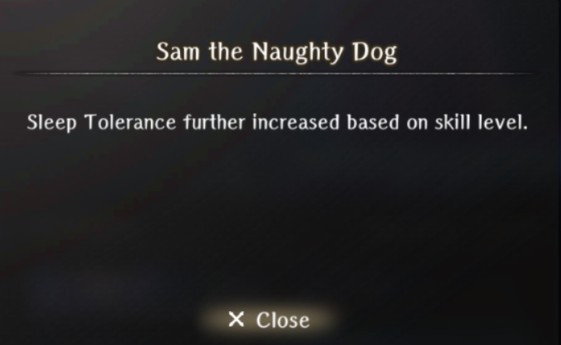 Sam the Naughty Dog
Sleep Tolerance further increased based on skill level.
✕ Close